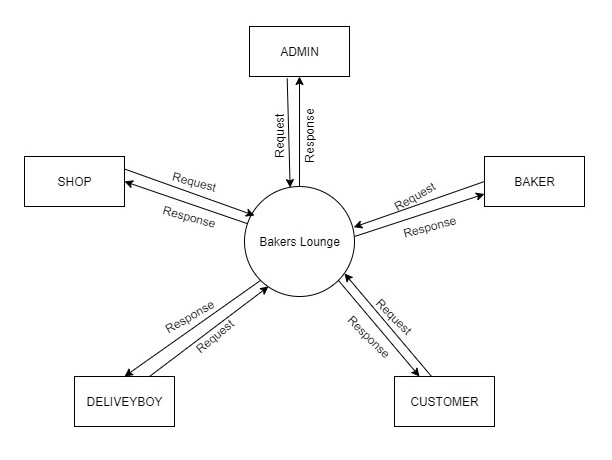 ADMIN
Request
Response
SHOP
Request
Response
BAKER
Request
Response
Bakers Lounge
Response
Request
DELIVEYBOY
Request
Response
CUSTOMER